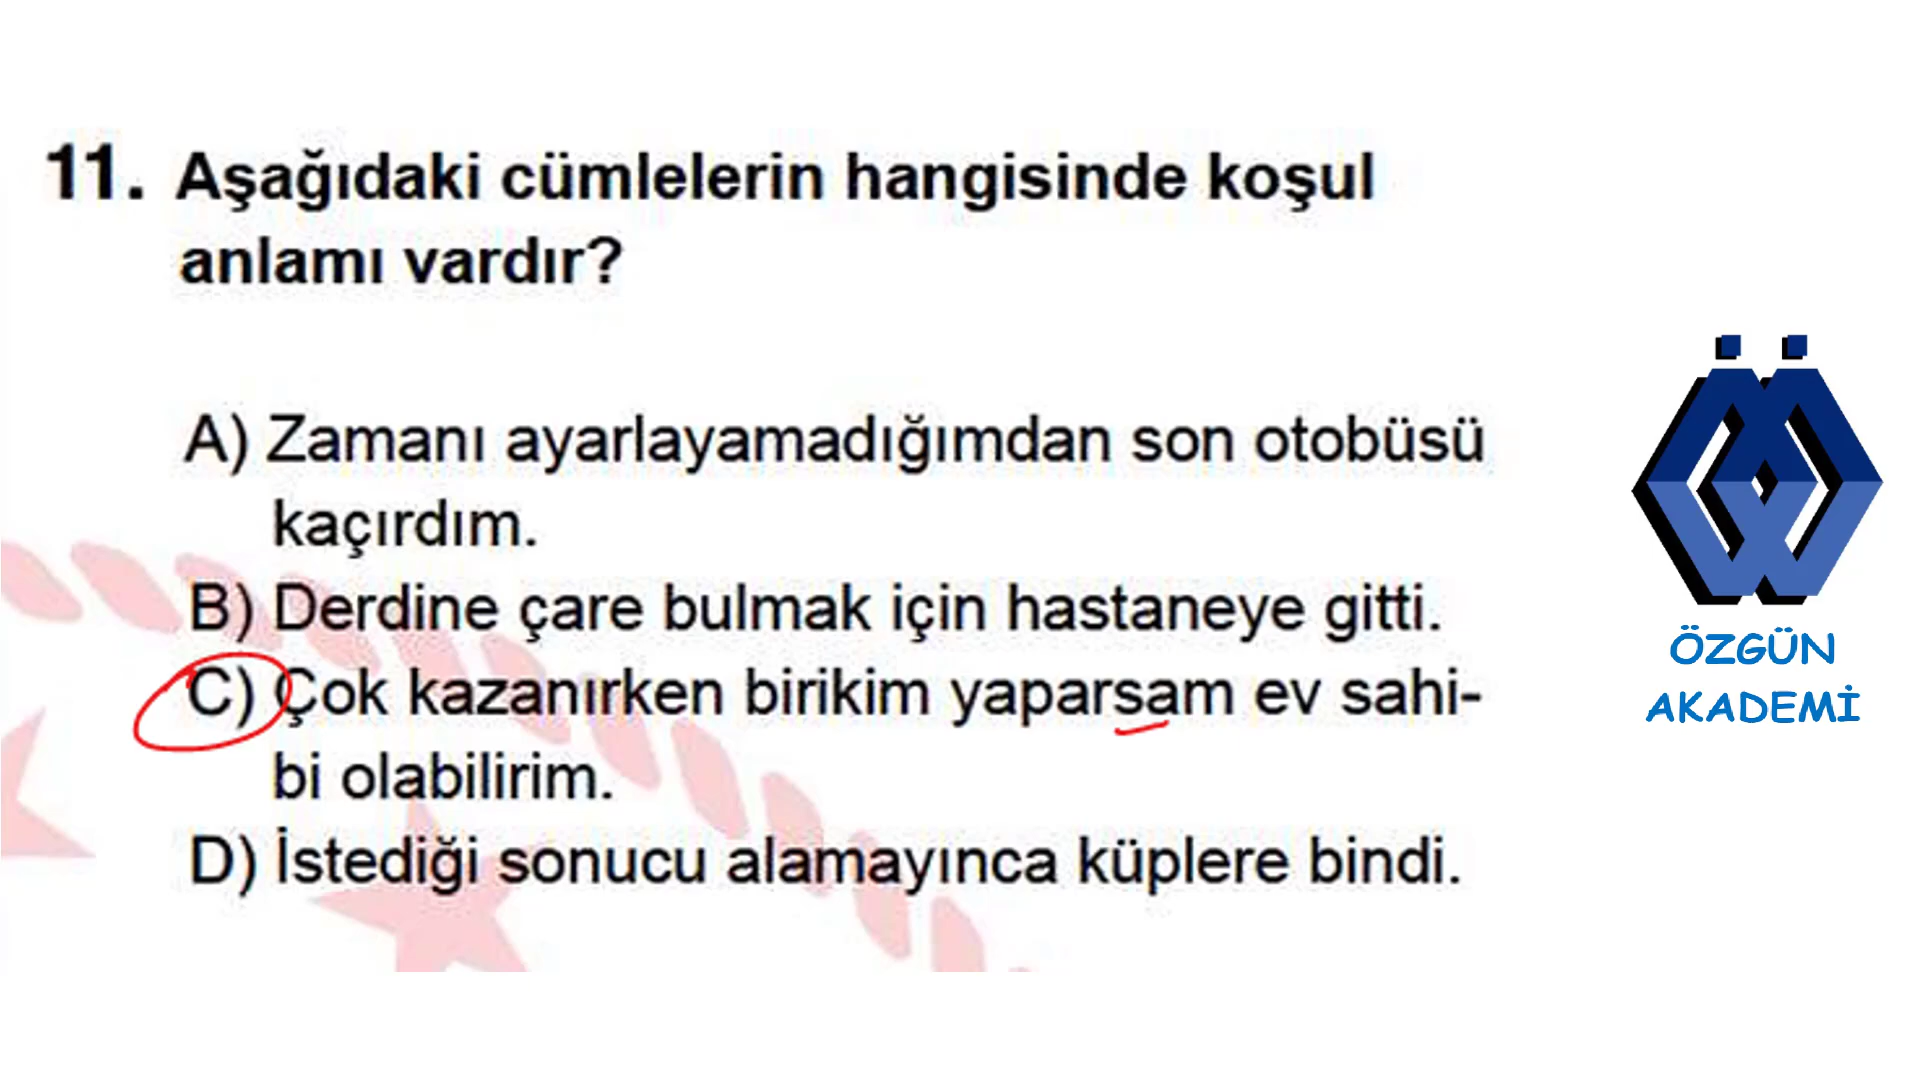 11. Aşağıdaki cümlelerin hangisinde koşul
anlamı vardır?
A) Zamanı ayarlayamadığımdan son otobüsü
kaçırdım.
B) Derdine çare bulmak için hastaneye gitti.
C) Çok kazanırken birikim yaparsam ev sahi-
bi olabilirim.
D) İstediği sonucu alamayınca küplere bindi.
ÖZGÜN
AKADEMİ